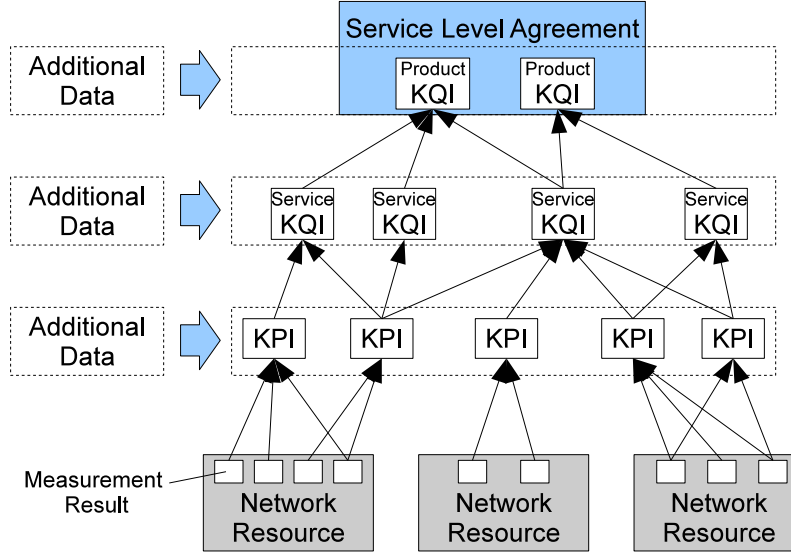 Service Level Agreement
Additional
Data
Product
KQI
Product
KQI
Additional
Data
Service
KQI
Service
KQI
Service
KQI
Service
KQI
Additional
Data
KPI
KPI
KPI
KPI
KPI
Measurement
Result
Network
Resource
Network
Resource
Network
Resource